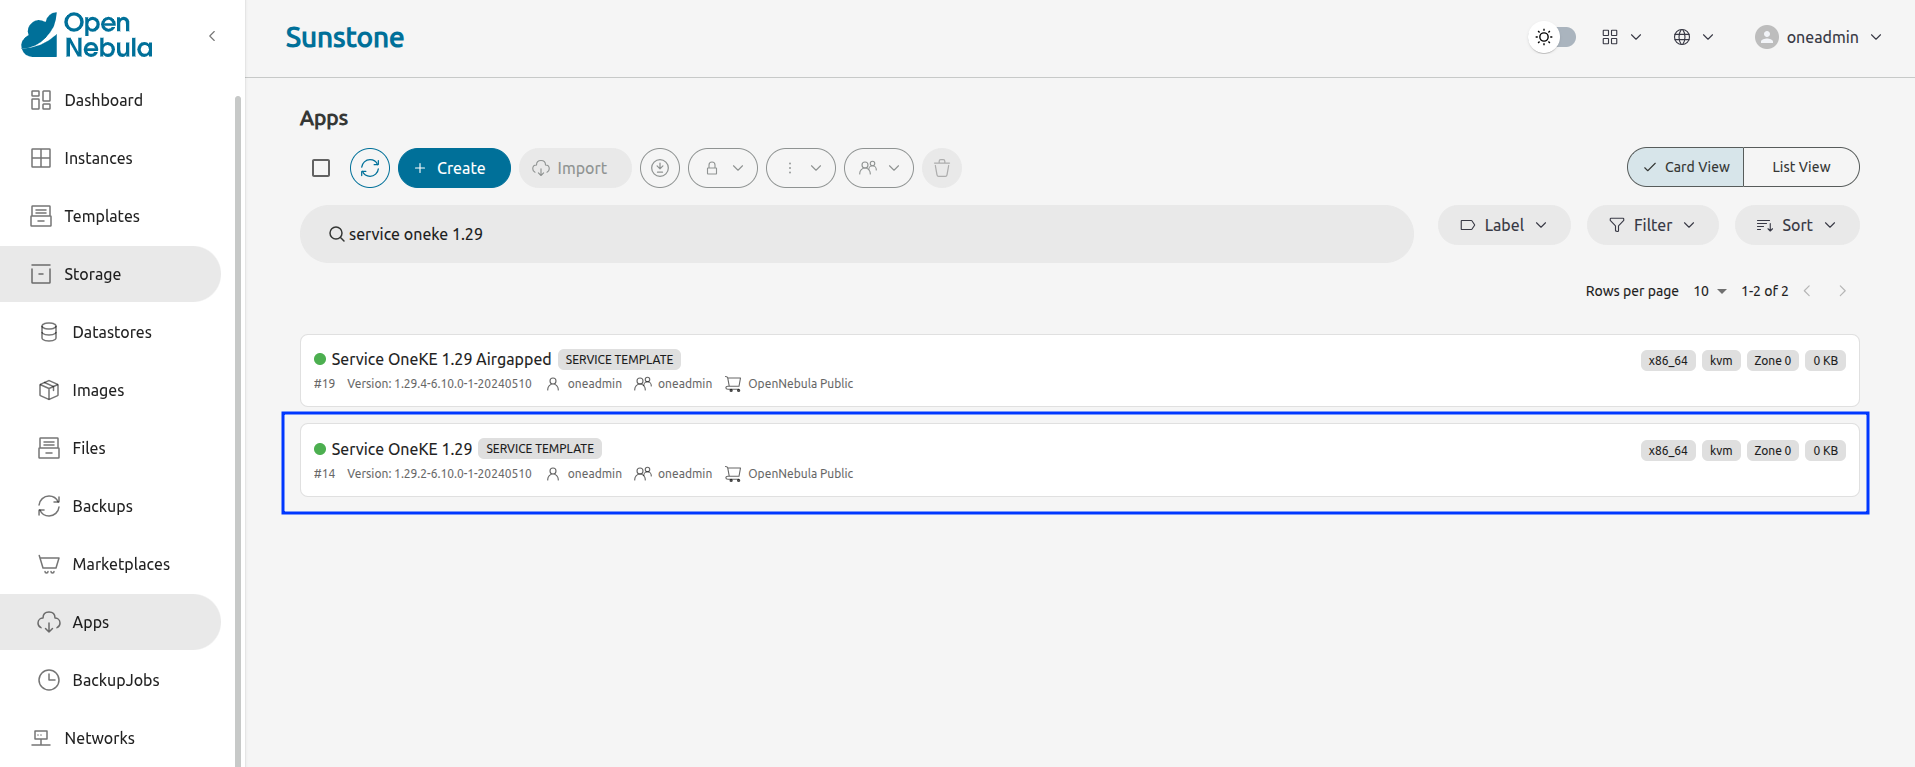 Open
Nebula
Sunstone
oneadmin
Dashboard
Instances
Templates
Storage
Datastores
Images
Files
Backups
Marketplaces
Apps
BackupJobs
Networks
Apps
Create
Import
Card View
List View
service oneke 1.29
Label
Filter
Sort
Rows per page 10 1-2 of 2
Service OneKE 1.29 Airgapped SERVICE TEMPLATE
x86_64 kvm Zone 0 0 KB
#19 Version: 1.29.4-6.10.0-1-20240510 oneadmin oneadmin OpenNebula Public
Service OneKE 1.29 SERVICE TEMPLATE
x86_64 kvm Zone 0 0 KB
#14 Version: 1.29.2-6.10.0-1-20240510 oneadmin oneadmin OpenNebula Public